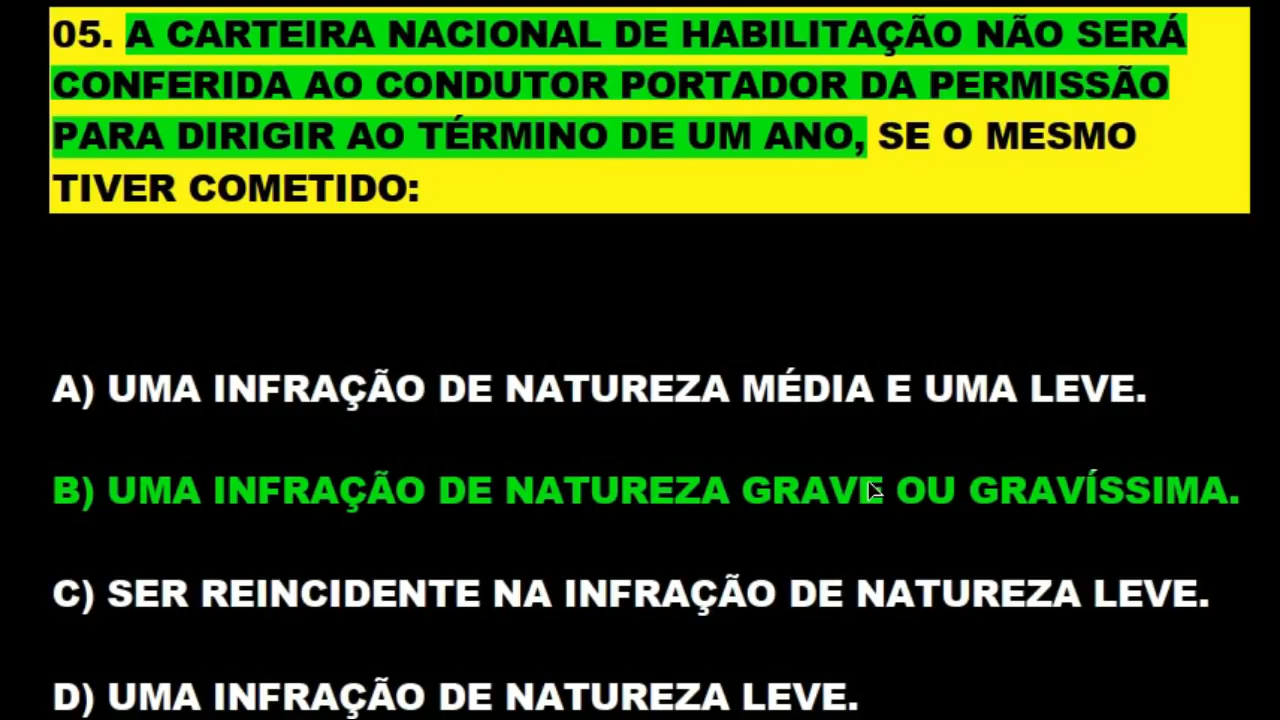 05. A CARTEIRA NACIONAL DE HABILITAÇÃO NÃO SERÁ
CONFERIDA AO CONDUTOR PORTADOR DA PERMISSÃO
PARA DIRIGIR AO TÉRMINO DE UM ANO, SE O MESMO
TIVER COMETIDO:
A) UMA INFRAÇÃO DE NATUREZA MÉDIA E UMA LEVE.
B) UMA INFRAÇÃO DE NATUREZA GRAVE OU GRAVÍSSIMA.
C) SER REINCIDENTE NA INFRAÇÃO DE NATUREZA LEVE.
D) UMA INFRAÇÃO DE NATUREZA LEVE.